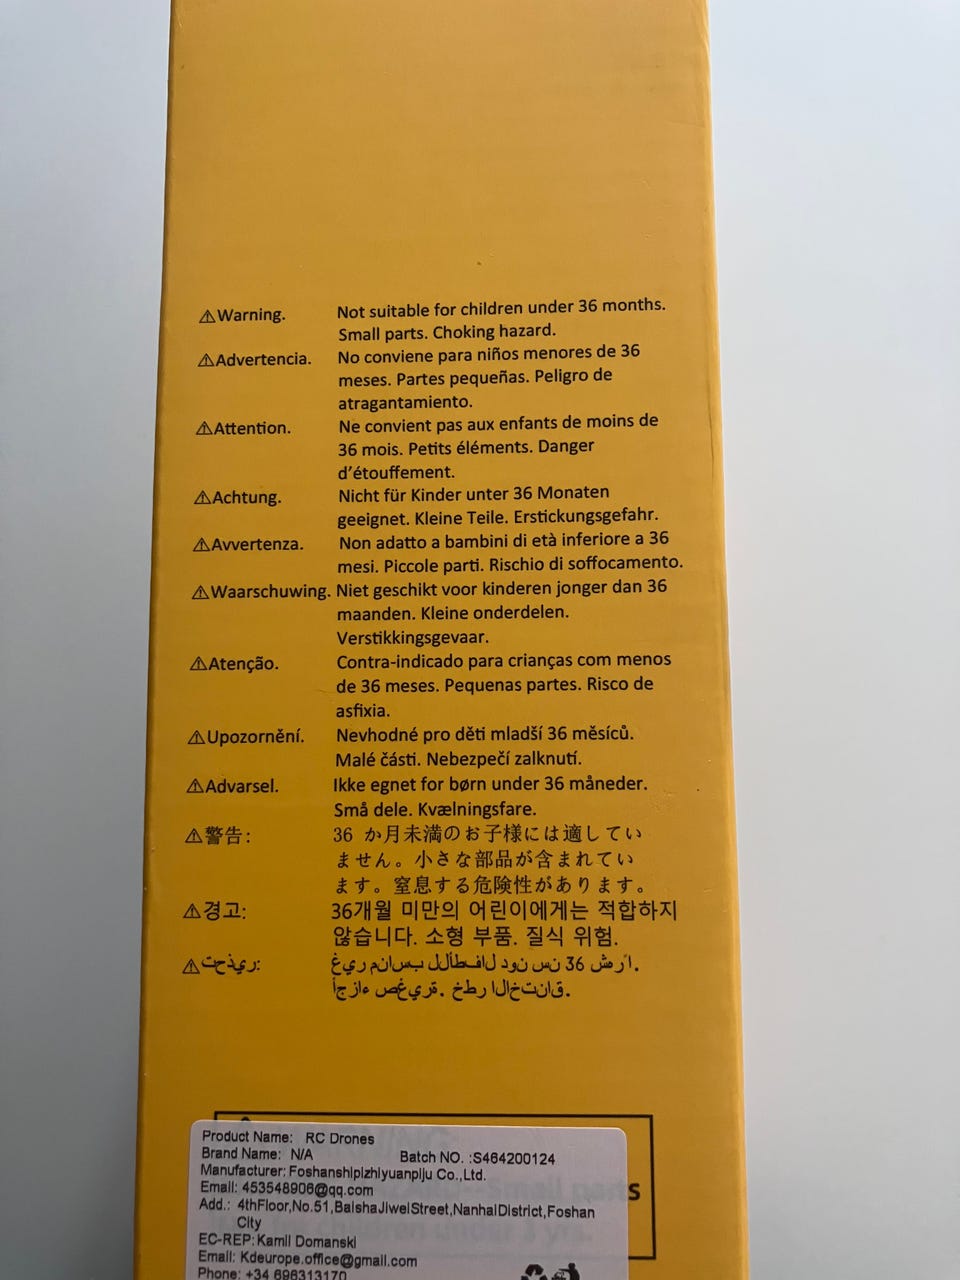 ⚠Warning. Not suitable for children under 36 months.
Small parts. Choking hazard.
⚠Advertencia. No conviene para niños menores de 36
meses. Partes pequeñas. Peligro de
atragantamiento.
⚠Attention. Ne convient pas aux enfants de moins de
36 mois. Petits éléments. Danger
d'étouffement.
⚠Achtung. Nicht für Kinder unter 36 Monaten
geeignet. Kleine Teile. Erstickungsgefahr.
⚠Avvertenza. Non adatto a bambini di età inferiore a 36
mesi. Piccole parti. Rischio di soffocamento.
⚠Waarschuwing. Niet geschikt voor kinderen jonger dan 36
maanden. Kleine onderdelen.
Verstikkingsgevaar.
⚠Atenção. Contra-indicado para crianças com menos
de 36 meses. Pequenas partes. Risco de
asfixia.
⚠Upozornění. Nevhodné pro děti mladší 36 měsíců.
Malé části. Nebezpečí zalknutí.
⚠Advarsel. Ikke egnet for børn under 36 måneder.
Små dele. Kvælningsfare.
⚠警告: 36 か月未満のお子様には適してい
ません。小さな部品が含まれてい
ます。窒息する危険性があります。
⚠경고: 36개월 미만의 어린이에게는 적합하지
않습니다. 소형 부품. 질식 위험.
⚠تحذير: غير مناسب للأطفال دون سن 36 شهرًا.
أجزاء صغيرة. خطر الاختناق.
Product Name: RC Drones
Brand Name: N/A Batch NO. :S464200124
Manufacturer: Foshanshipizhiyuanpiju Co.,Ltd.
Email: 453548906@qq.com
--Small parts
Add.: 4thFloor,No.51,BaishaJiweiStreet,NanhaiDistrict,Foshan
City
for children under 3 yrs.
EC-REP: Kamil Domanski
Email: Kdeurope.office@gmail.com
Phone: +34 696313170